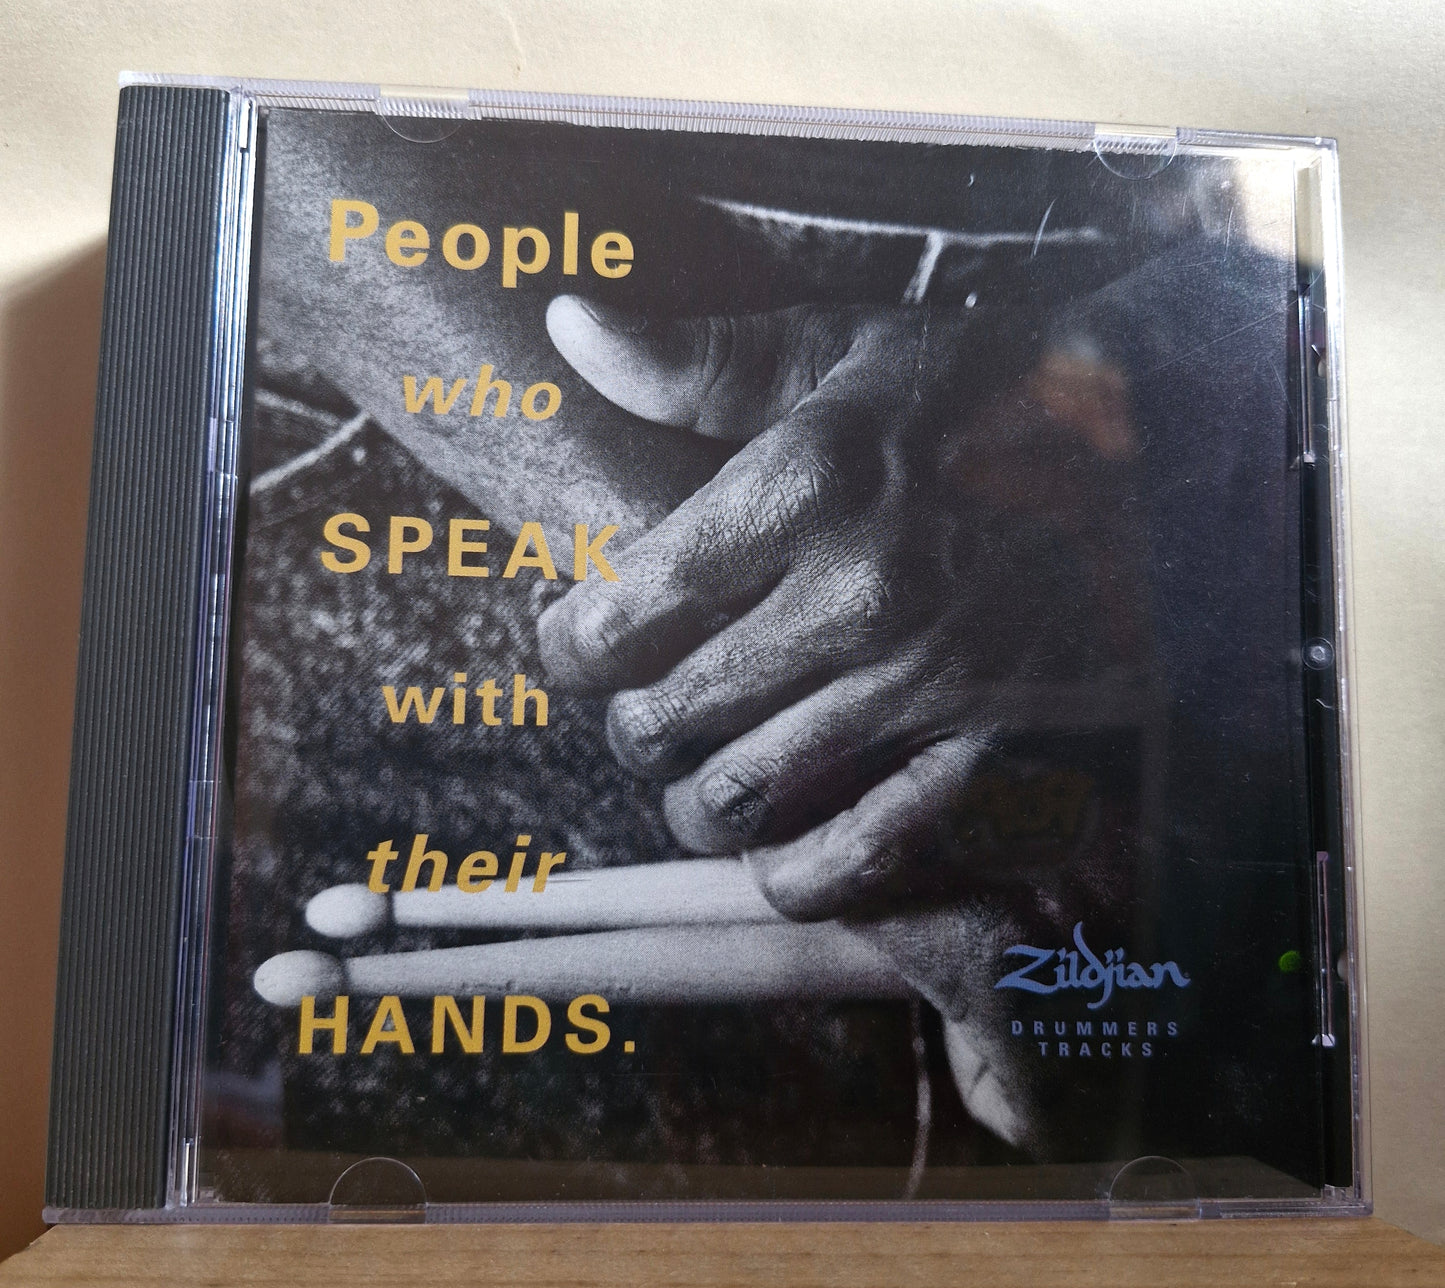 People
who
SPEAK
with
their
HANDS.
Zildjian
DRUMMERS
TRACKS